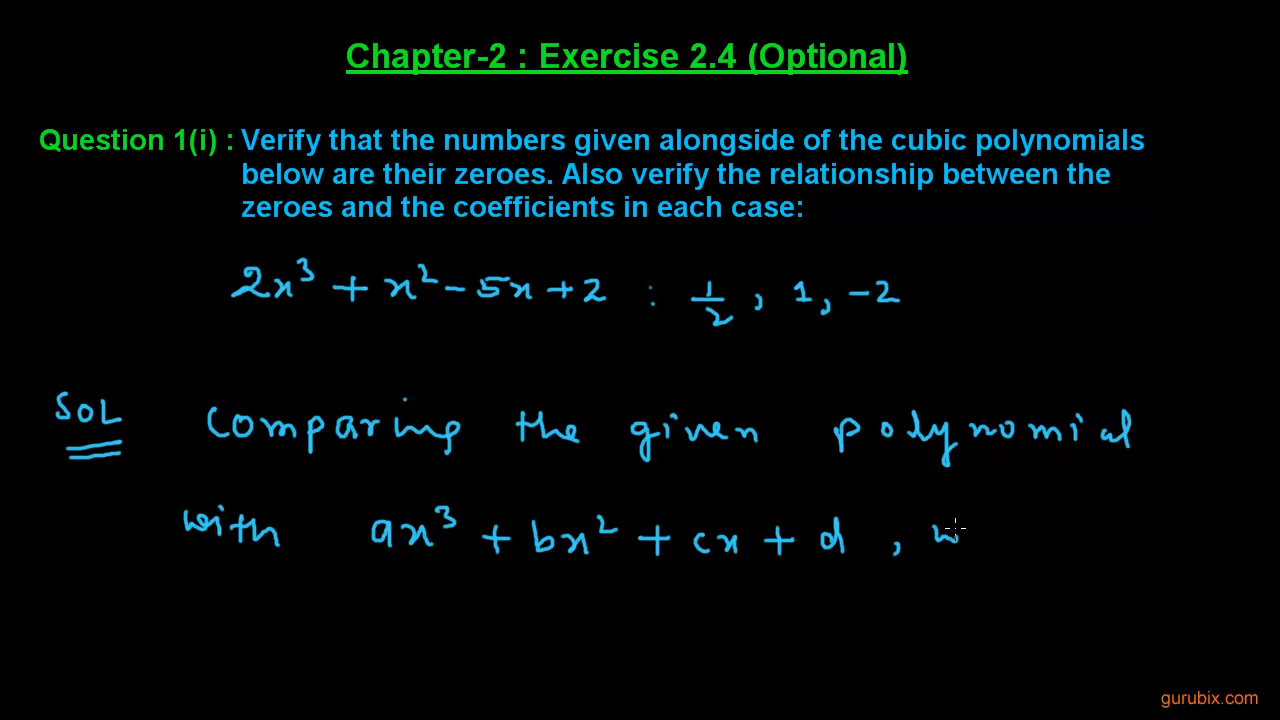 Chapter-2 : Exercise 2.4 (Optional)
Question 1(i) : Verify that the numbers given alongside of the cubic polynomials
below are their zeroes. Also verify the relationship between the
zeroes and the coefficients in each case:
2x³ + x² - 5x + 2 : 1/2 , 1, -2
SOL Comparing the given polynomial
with ax³ + bx² + cx + d , w
gurubix.com